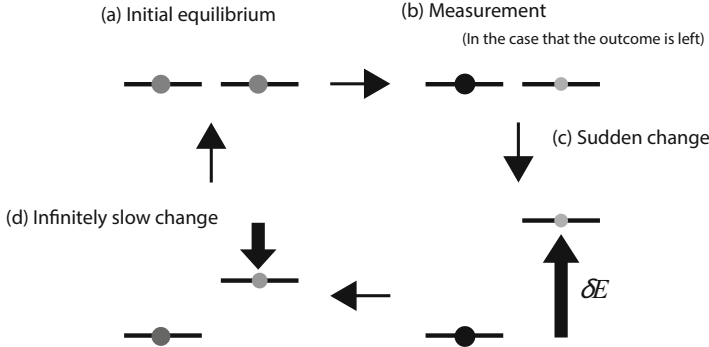 (a) Initial equilibrium
(b) Measurement
(In the case that the outcome is left)
(c) Sudden change
(d) Infinitely slow change
δE